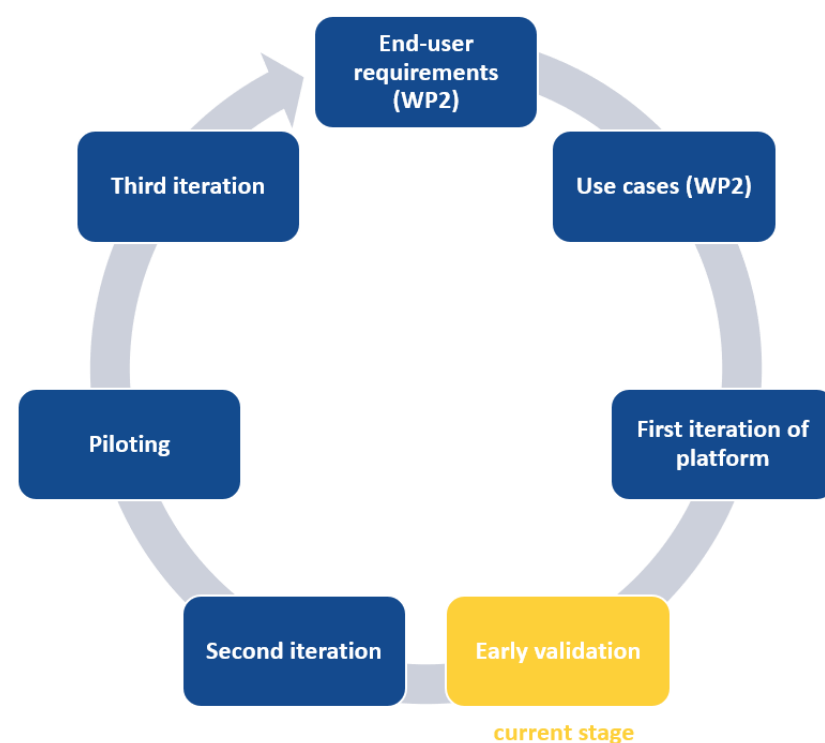 End-user
requirements
(WP2)
Use cases (WP2)
First iteration of
platform
Early validation
current stage
Second iteration
Piloting
Third iteration